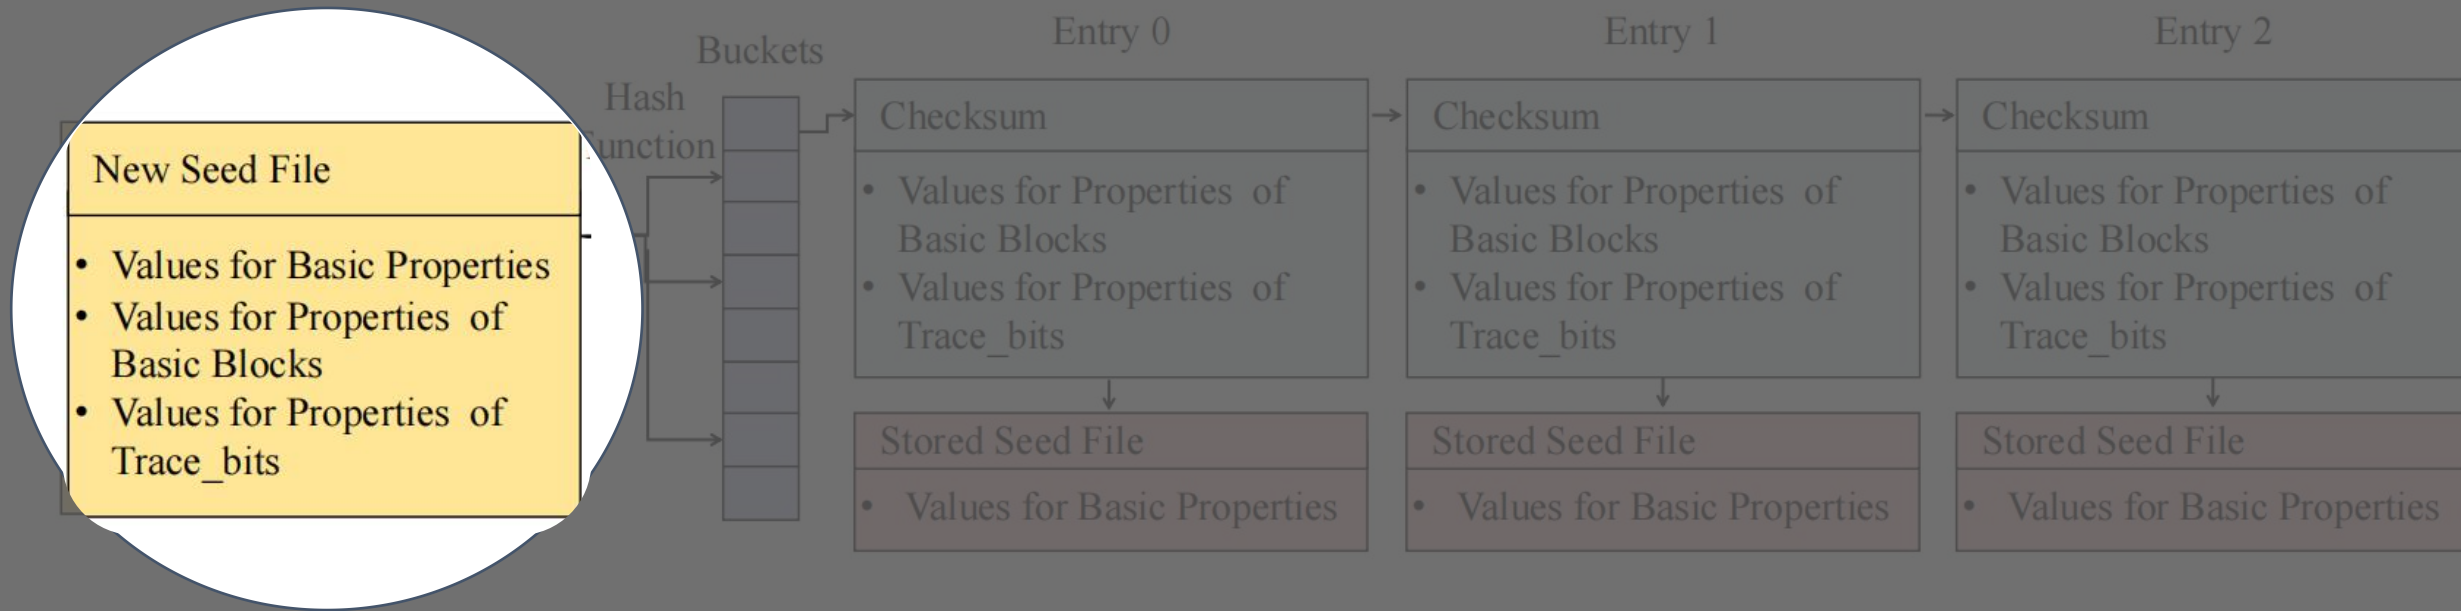 New Seed File
• Values for Basic Properties
• Values for Properties of
Basic Blocks
• Values for Properties of
Trace_bits
Hash
unction
Buckets
Entry 0
Checksum
• Values for Properties of
Basic Blocks
• Values for Properties of
Trace_bits
Stored Seed File
• Values for Basic Properties
Entry 1
Checksum
• Values for Properties of
Basic Blocks
• Values for Properties of
Trace_bits
Stored Seed File
• Values for Basic Properties
Entry 2
Checksum
• Values for Properties of
Basic Blocks
• Values for Properties of
Trace_bits
Stored Seed File
• Values for Basic Properties